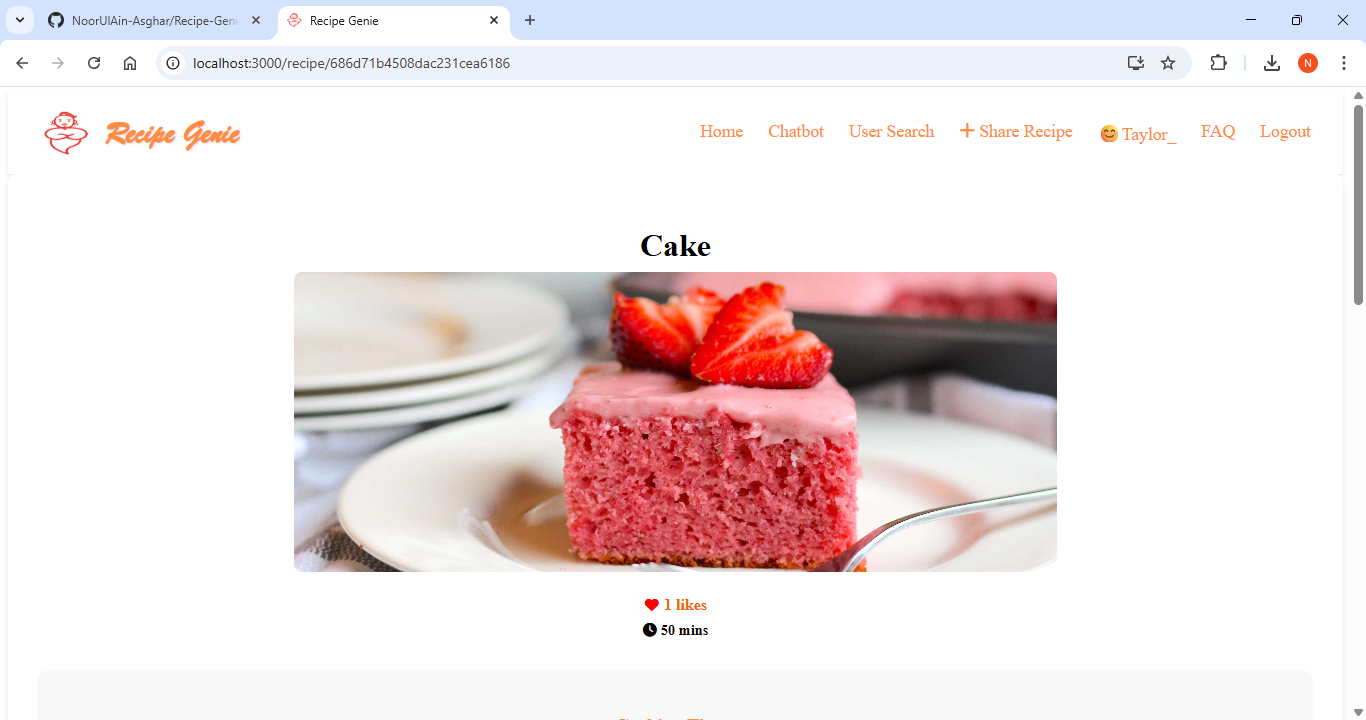 NoorUlAin-Asghar/Recipe-Geni
Recipe Genie
localhost:3000/recipe/686d71b4508dac231cea6186
N
Recipe Genie
Home Chatbot User Search + Share Recipe 😊 Taylor_ FAQ Logout
Cake
1 likes
50 mins